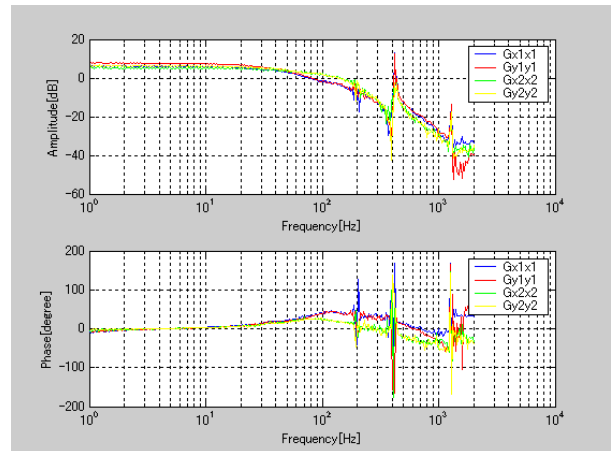 20
0
-20
-40
-60
Amplitude[dB]
Gx1x1
Gy1y1
Gx2x2
Gy2y2
10^0
10^1
10^2
10^3
10^4
Frequency[Hz]
200
100
0
-100
-200
Phase[degree]
Gx1x1
Gy1y1
Gx2x2
Gy2y2
10^0
10^1
10^2
10^3
10^4
Frequency[Hz]